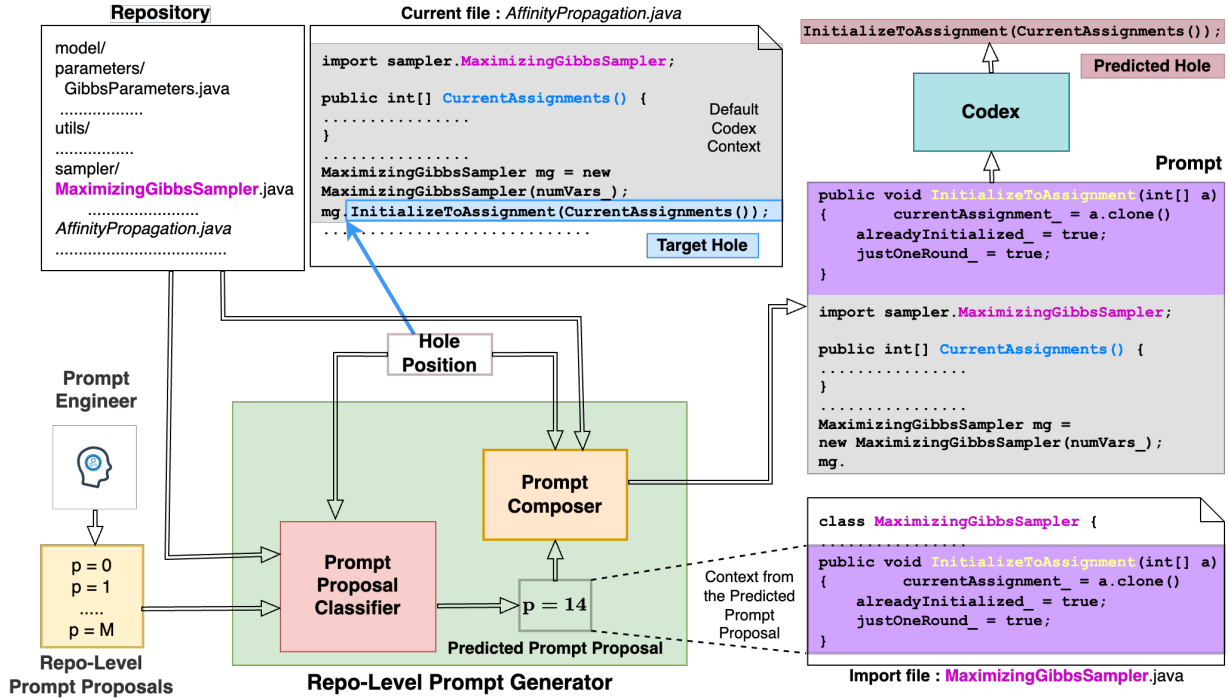 Repository
model/
parameters/
GibbsParameters.java
..................
utils/
.................
sampler/
MaximizingGibbsSampler.java
........................
AffinityPropagation.java
.....................................
Current file : AffinityPropagation.java
import sampler.MaximizingGibbsSampler;
public int[] CurrentAssignments() {
................
}
................
MaximizingGibbsSampler mg = new
MaximizingGibbsSampler(numVars_);
mg.InitializeToAssignment(CurrentAssignments());
.............................
Default
Codex
Context
Target Hole
InitializeToAssignment(CurrentAssignments());
Predicted Hole
Codex
Prompt
public void InitializeToAssignment(int[] a)
{ currentAssignment_ = a.clone()
alreadyInitialized_ = true;
justOneRound_ = true;
}
import sampler.MaximizingGibbsSampler;
public int[] CurrentAssignments() {
................
}
................
MaximizingGibbsSampler mg =
new MaximizingGibbsSampler(numVars_);
mg.
Hole
Position
Prompt
Engineer
p = 0
p = 1
.....
p = M
Repo-Level
Prompt Proposals
Prompt
Proposal
Classifier
Prompt
Composer
p = 14
Predicted Prompt Proposal
Repo-Level Prompt Generator
Context from
the Predicted
Prompt
Proposal
class MaximizingGibbsSampler {
................
public void InitializeToAssignment(int[] a)
{ currentAssignment_ = a.clone()
alreadyInitialized_ = true;
justOneRound_ = true;
}
Import file : MaximizingGibbsSampler.java